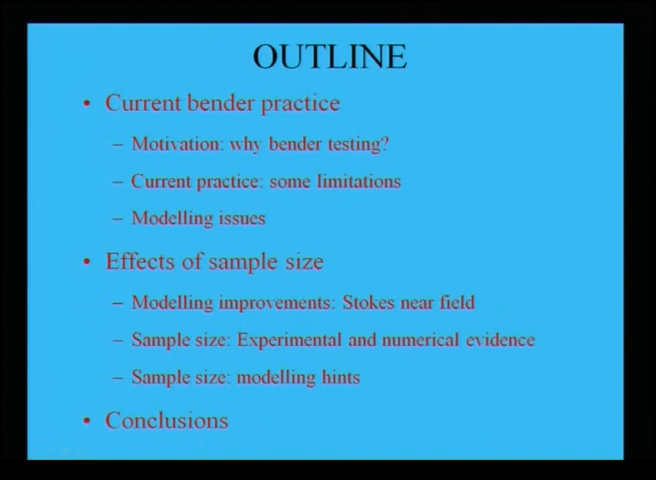 OUTLINE
• Current bender practice
– Motivation: why bender testing?
– Current practice: some limitations
– Modelling issues
• Effects of sample size
– Modelling improvements: Stokes near field
– Sample size: Experimental and numerical evidence
– Sample size: modelling hints
• Conclusions